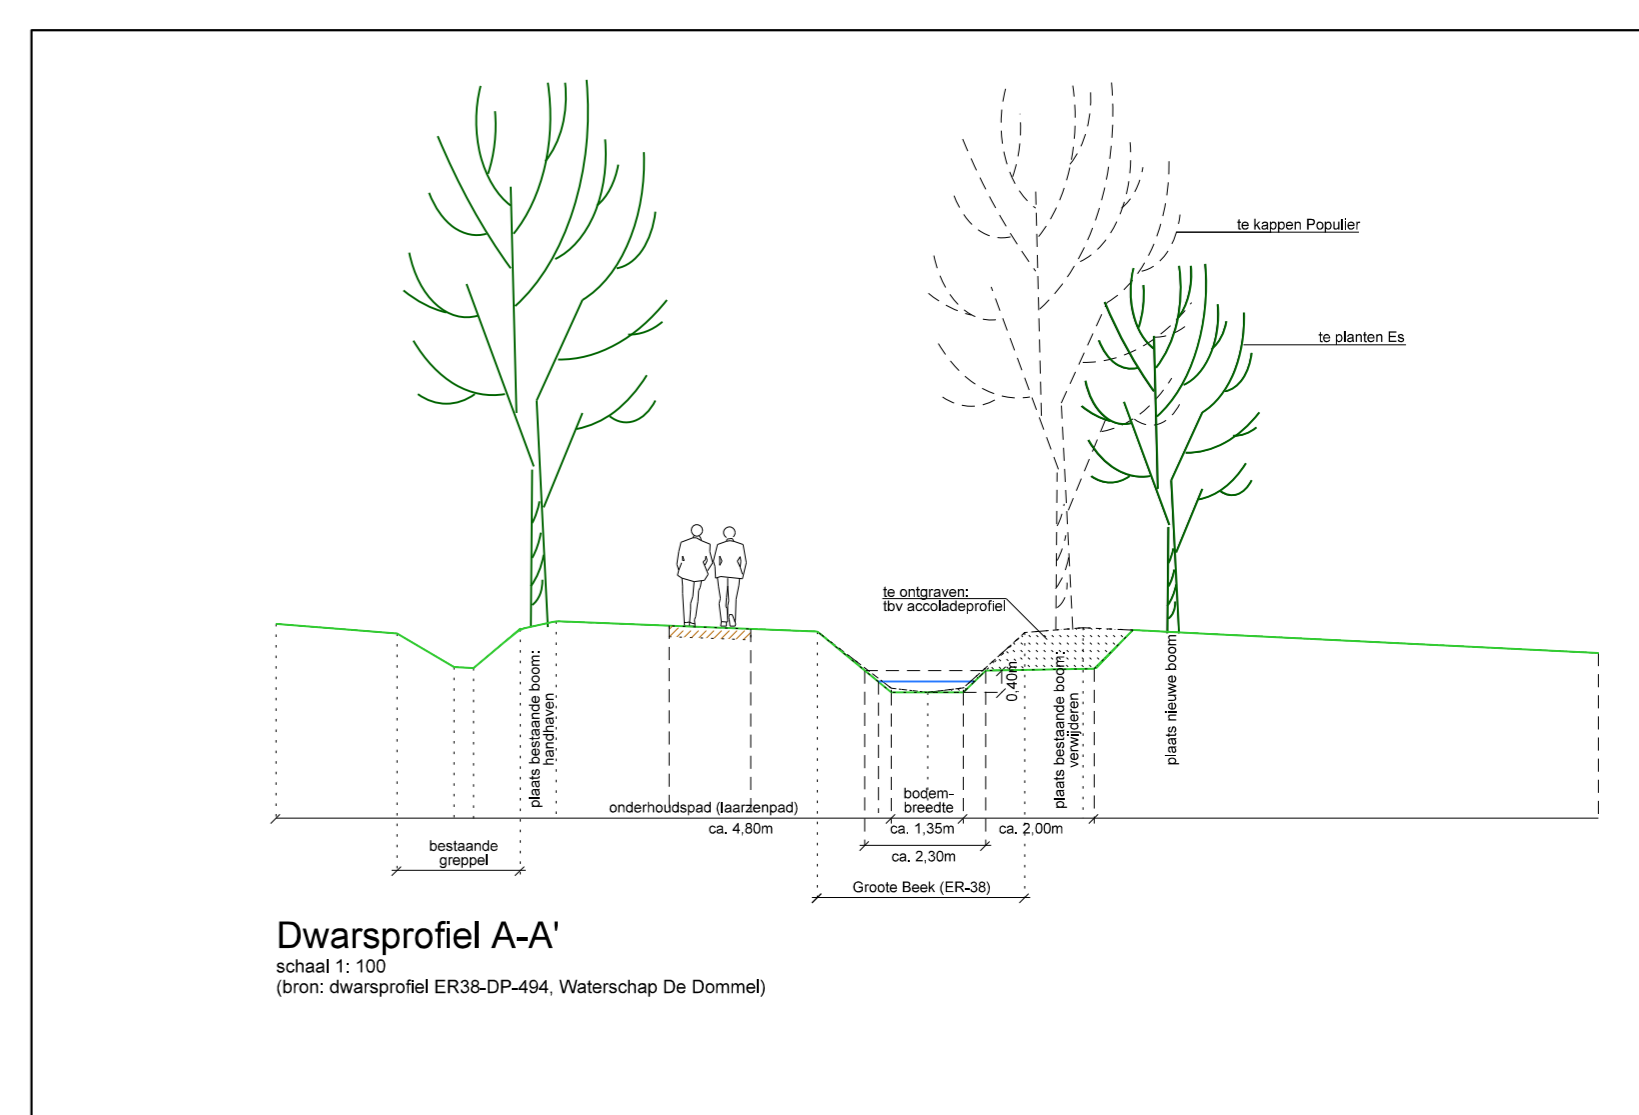 te kappen Populier
te planten Es
te ontgraven:
tbv accoladeprofiel
0,40m
plaats bestaande boom:
handhaven
plaats bestaande boom:
verwijderen
plaats nieuwe boom
onderhoudspad (laarzenpad)
ca. 4,80m
bodem-
breedte
ca. 1,35m
ca. 2,00m
ca. 2,30m
bestaande
greppel
Groote Beek (ER-38)
Dwarsprofiel A-A'
schaal 1: 100
(bron: dwarsprofiel ER38-DP-494, Waterschap De Dommel)